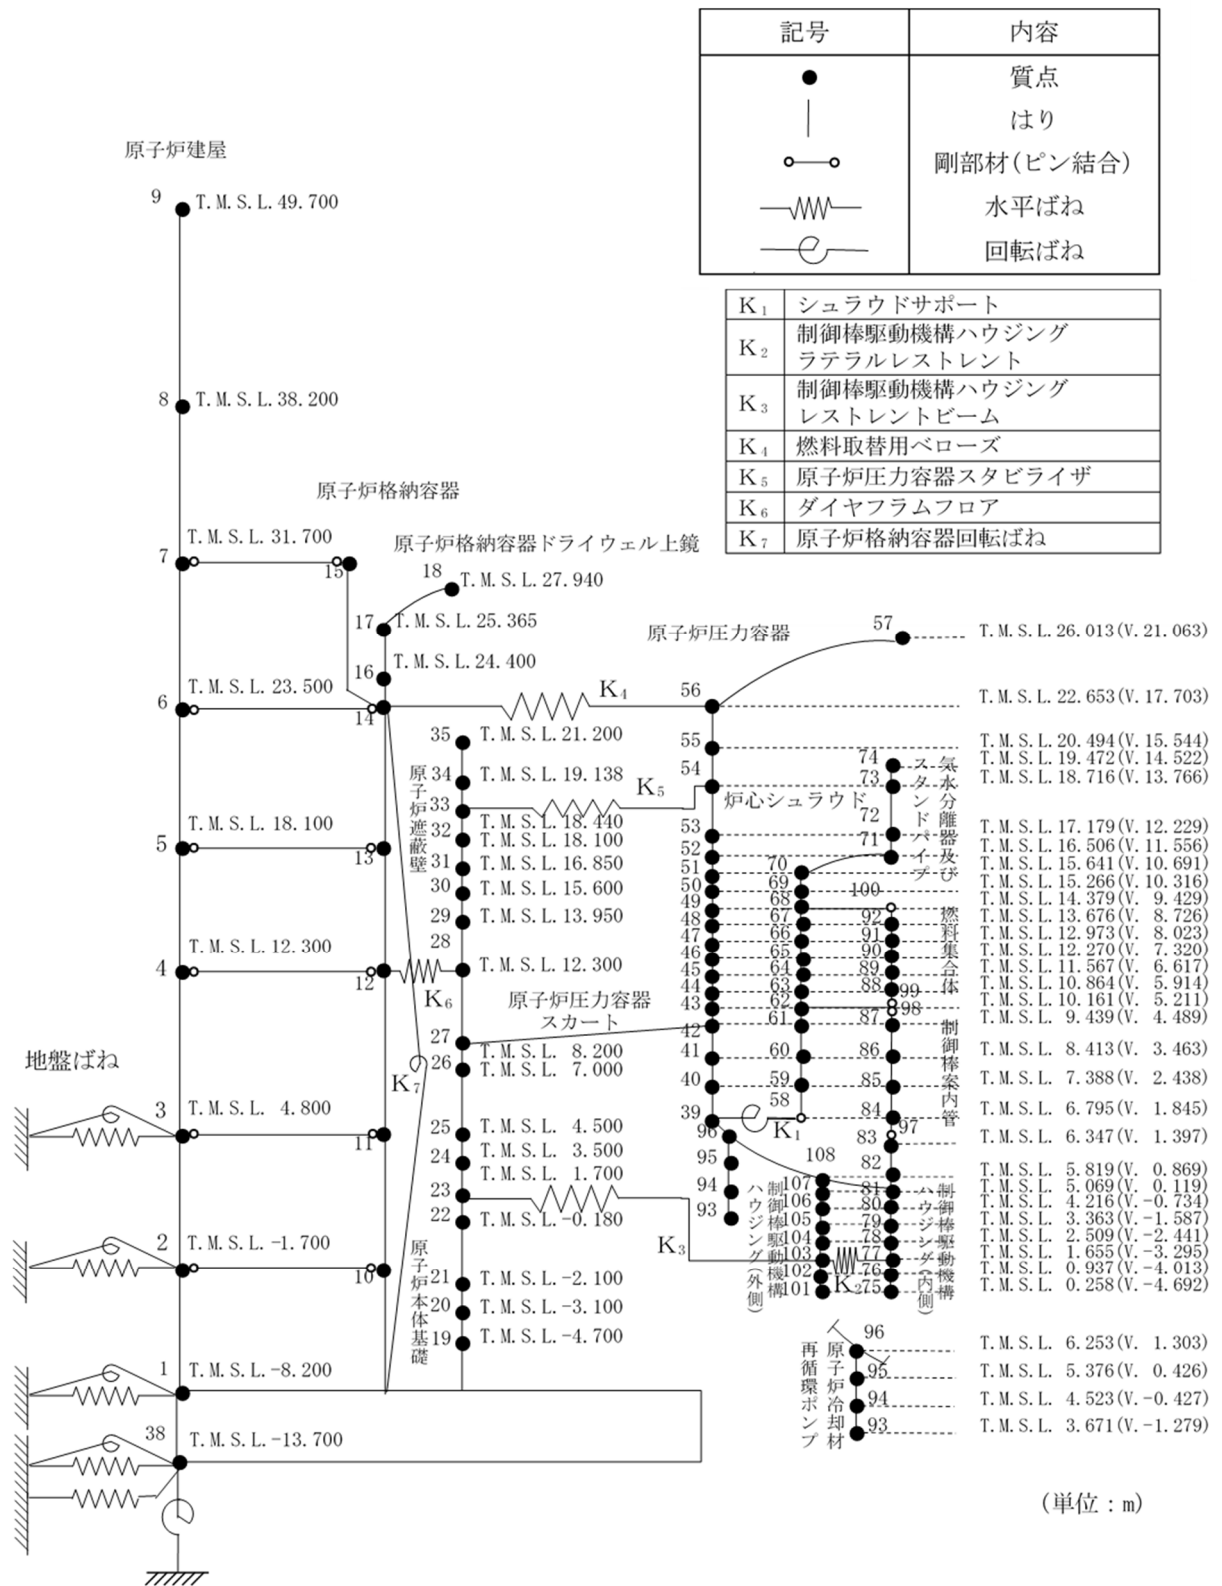 記号 内容
質点
はり
剛部材(ピン結合)
水平ばね
回転ばね
K₁ シュラウドサポート
K₂ 制御棒駆動機構ハウジング
ラテラルレストレント
K₃ 制御棒駆動機構ハウジング
レストレントビーム
K₄ 燃料取替用ベローズ
K₅ 原子炉圧力容器スタビライザ
K₆ ダイヤフラムフロア
K₇ 原子炉格納容器回転ばね
原子炉建屋
9 T.M.S.L.49.700
8 T.M.S.L.38.200
7 T.M.S.L.31.700
6 T.M.S.L.23.500
5 T.M.S.L.18.100
4 T.M.S.L.12.300
地盤ばね
3 T.M.S.L. 4.800
2 T.M.S.L.-1.700
1 T.M.S.L.-8.200
38 T.M.S.L.-13.700
原子炉格納容器
15
原子炉格納容器ドライウェル上鏡
18 T.M.S.L.27.940
17 T.M.S.L.25.365
16 T.M.S.L.24.400
14
13
12
11
10
K₄
K₅
K₆
K₇
K₃
K₁
K₂
原子炉遮蔽壁
35 T.M.S.L.21.200
34 T.M.S.L.19.138
33 T.M.S.L.18.440
32 T.M.S.L.18.100
31 T.M.S.L.16.850
30 T.M.S.L.15.600
29 T.M.S.L.13.950
28 T.M.S.L.12.300
原子炉圧力容器
スカート
27 T.M.S.L. 8.200
26 T.M.S.L. 7.000
25 T.M.S.L. 4.500
24 T.M.S.L. 3.500
23 T.M.S.L. 1.700
22 T.M.S.L.-0.180
21 T.M.S.L.-2.100
20 T.M.S.L.-3.100
19 T.M.S.L.-4.700
原子炉本体基礎
原子炉圧力容器
57
56
55
54
53
52
51
50
49
48
47
46
45
44
43
42
41
40
39
96
95
94
93
炉心シュラウド
70
69
68
67
66
65
64
63
62
61
60
59
58
気水分離器及び
スタンドパイプ
74
73
72
71
100
燃料集合体
92
91
90
89
88
99
98
制御棒案内管
87
86
85
84
97
83
82
81
80
79
78
77
76
75
制御棒駆動機構
ハウジング(内側)
108
107
106
105
104
103
102
101
制御棒駆動機構
ハウジング(外側)
原子炉冷却材
再循環ポンプ
96
95
94
93
T.M.S.L.26.013(V.21.063)
T.M.S.L.22.653(V.17.703)
T.M.S.L.20.494(V.15.544)
T.M.S.L.19.472(V.14.522)
T.M.S.L.18.716(V.13.766)
T.M.S.L.17.179(V.12.229)
T.M.S.L.16.506(V.11.556)
T.M.S.L.15.641(V.10.691)
T.M.S.L.15.266(V.10.316)
T.M.S.L.14.379(V. 9.429)
T.M.S.L.13.676(V. 8.726)
T.M.S.L.12.973(V. 8.023)
T.M.S.L.12.270(V. 7.320)
T.M.S.L.11.567(V. 6.617)
T.M.S.L.10.864(V. 5.914)
T.M.S.L.10.161(V. 5.211)
T.M.S.L. 9.439(V. 4.489)
T.M.S.L. 8.413(V. 3.463)
T.M.S.L. 7.388(V. 2.438)
T.M.S.L. 6.795(V. 1.845)
T.M.S.L. 6.347(V. 1.397)
T.M.S.L. 5.819(V. 0.869)
T.M.S.L. 5.069(V. 0.119)
T.M.S.L. 4.216(V.-0.734)
T.M.S.L. 3.363(V.-1.587)
T.M.S.L. 2.509(V.-2.441)
T.M.S.L. 1.655(V.-3.295)
T.M.S.L. 0.937(V.-4.013)
T.M.S.L. 0.258(V.-4.692)
T.M.S.L. 6.253(V. 1.303)
T.M.S.L. 5.376(V. 0.426)
T.M.S.L. 4.523(V.-0.427)
T.M.S.L. 3.671(V.-1.279)
(単位：m)